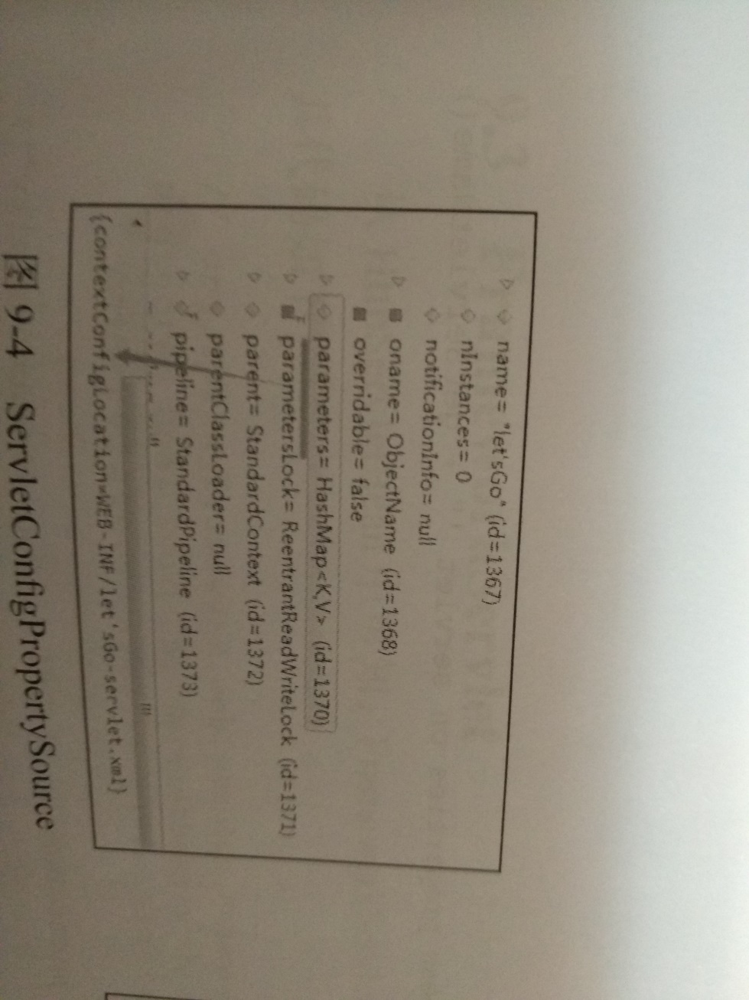 name= "let'sGo" (id=1367)
nInstances= 0
notificationInfo= null
oname= ObjectName (id=1368)
overridable= false
parameters= HashMap<K,V> (id=1370)
parametersLock= ReentrantReadWriteLock (id=1371)
parent= StandardContext (id=1372)
parentClassLoader= null
pipeline= StandardPipeline (id=1373)
{contextConfigLocation=WEB-INF/let'sGo-servlet.xml}
图 9-4 ServletConfigPropertySource